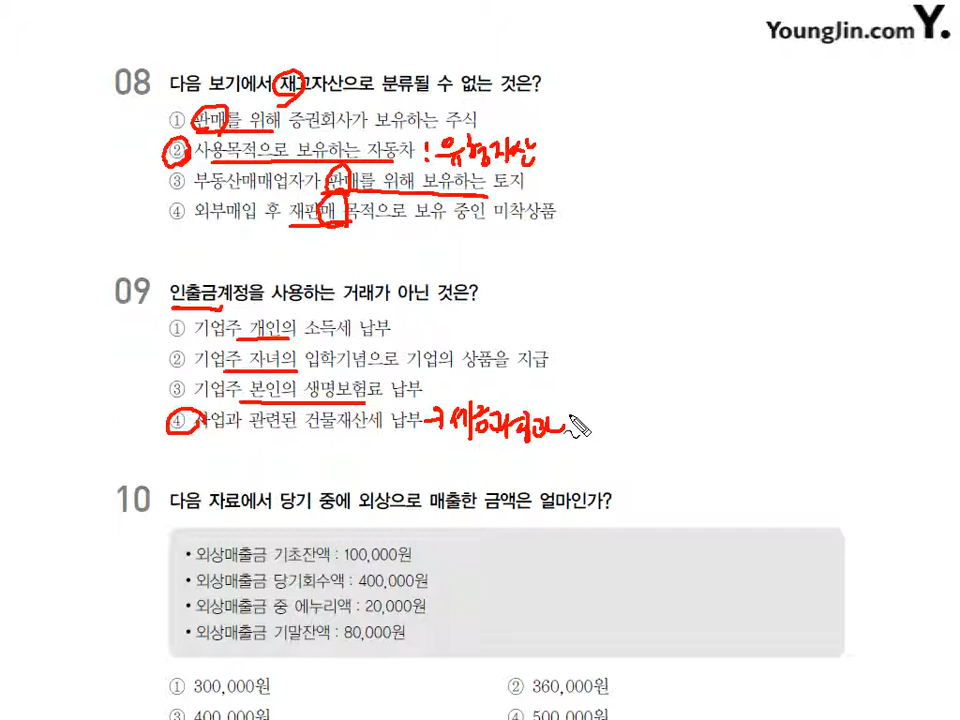 YoungJin.com Y.
08 다음 보기에서 재고자산으로 분류될 수 없는 것은?
① 판매를 위해 증권회사가 보유하는 주식
② 사용목적으로 보유하는 자동차 ! 유형자산
③ 부동산매매업자가 판매를 위해 보유하는 토지
④ 외부매입 후 재판매 목적으로 보유 중인 미착상품
09 인출금계정을 사용하는 거래가 아닌 것은?
① 기업주 개인의 소득세 납부
② 기업주 자녀의 입학기념으로 기업의 상품을 지급
③ 기업주 본인의 생명보험료 납부
④ 사업과 관련된 건물재산세 납부 → 세금과
10 다음 자료에서 당기 중에 외상으로 매출한 금액은 얼마인가?
• 외상매출금 기초잔액 : 100,000원
• 외상매출금 당기회수액 : 400,000원
• 외상매출금 중 에누리액 : 20,000원
• 외상매출금 기말잔액 : 80,000원
① 300,000원 ② 360,000원
③ 400,000원 ④ 500,000원